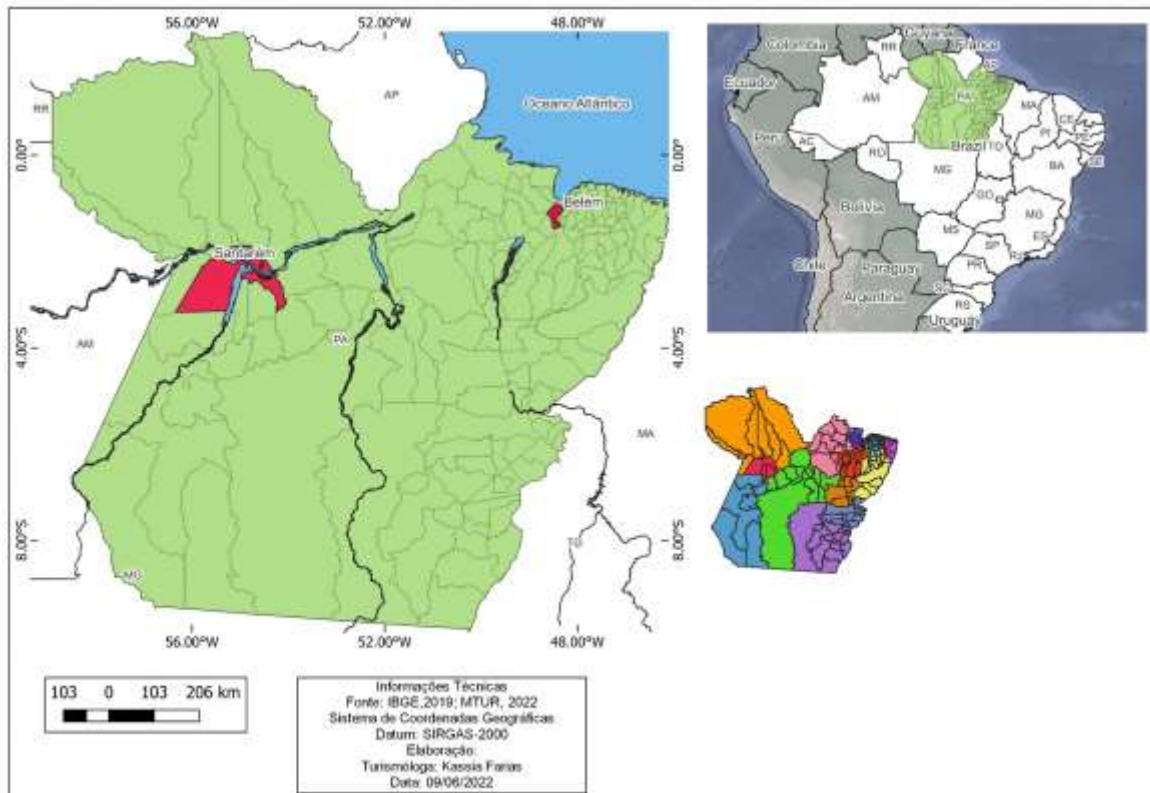 56.00°W 52.00°W 48.00°W
RR
AP
Oceano Atlântico
0.00°
0.00°
Belém
Santarém
AM
PA
4.00°S
4.00°S
MA
8.00°S
8.00°S
TO
MG
56.00°W 52.00°W 48.00°W
103 0 103 206 km
Informações Técnicas
Fonte: IBGE,2019; MTUR, 2022
Sistema de Coordenadas Geográficas
Datum: SIRGAS-2000
Elaboração:
Turismóloga: Kassia Farias
Data: 09/06/2022
Colombia
Guyana
France
RR
AP
Ecuador
AM
PA
MA
CE
PI
PE
Peru
AC
RO
Brazil
TO
SE
MG
BA
GO
Bolivia
MG
MS
ES
SP
RJ
Chile
Paraguay
PR
SC
Argentina
RS
Uruguay